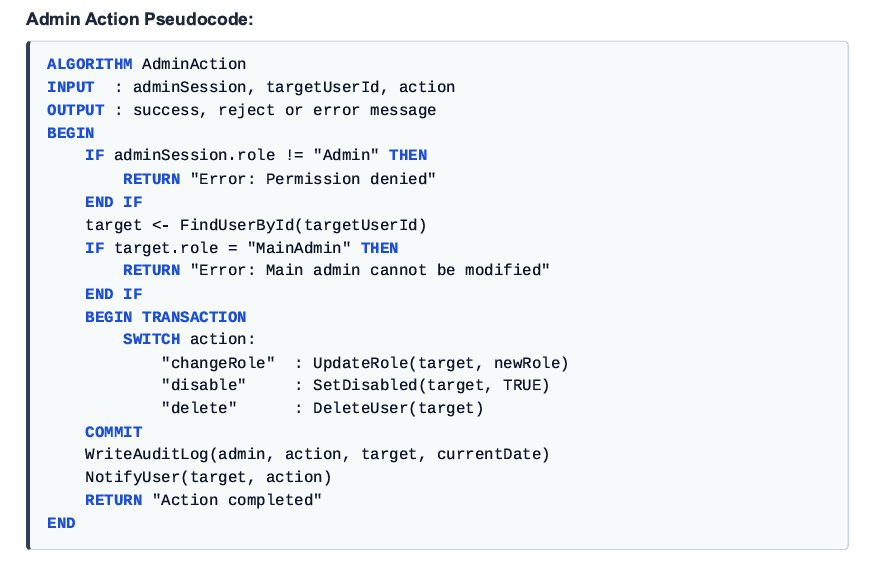 Admin Action Pseudocode:
ALGORITHM AdminAction
INPUT  : adminSession, targetUserId, action
OUTPUT : success, reject or error message
BEGIN
    IF adminSession.role != "Admin" THEN
        RETURN "Error: Permission denied"
    END IF
    target <- FindUserById(targetUserId)
    IF target.role = "MainAdmin" THEN
        RETURN "Error: Main admin cannot be modified"
    END IF
    BEGIN TRANSACTION
        SWITCH action:
            "changeRole"  : UpdateRole(target, newRole)
            "disable"     : SetDisabled(target, TRUE)
            "delete"      : DeleteUser(target)
    COMMIT
    WriteAuditLog(admin, action, target, currentDate)
    NotifyUser(target, action)
    RETURN "Action completed"
END